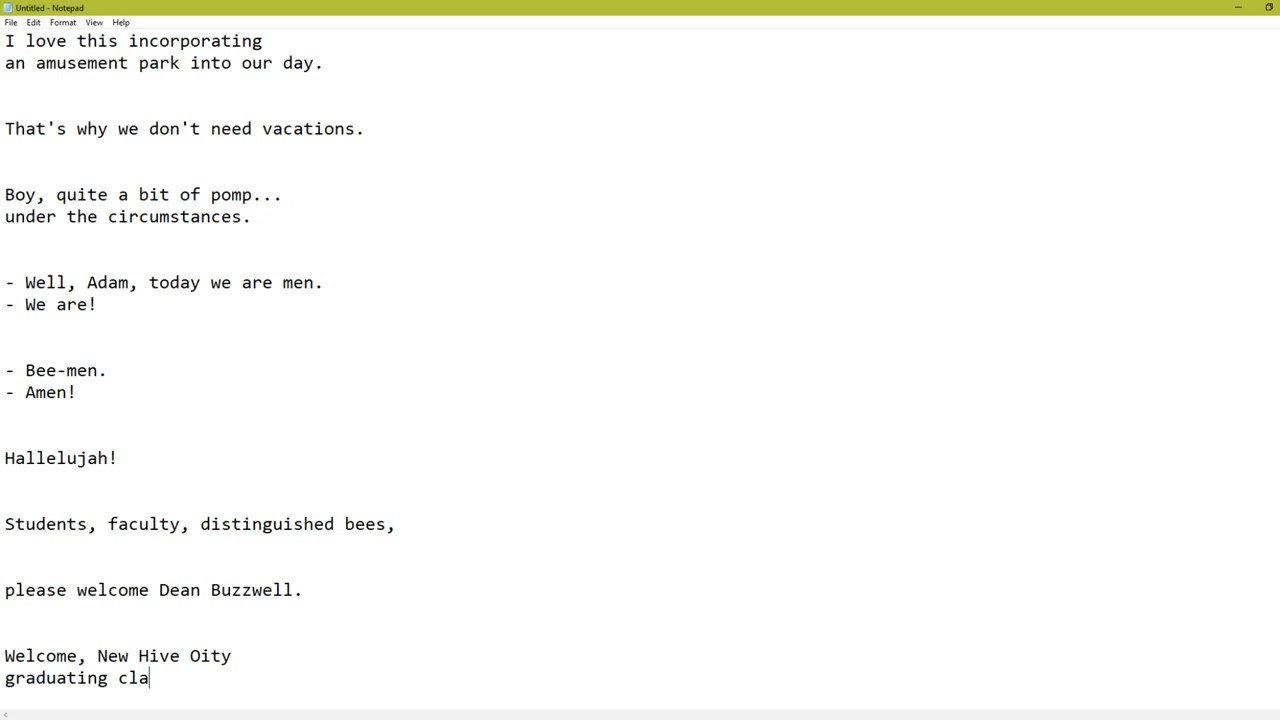 Untitled - Notepad
File Edit Format View Help
I love this incorporating
an amusement park into our day.
That's why we don't need vacations.
Boy, quite a bit of pomp...
under the circumstances.
- Well, Adam, today we are men.
- We are!
- Bee-men.
- Amen!
Hallelujah!
Students, faculty, distinguished bees,
please welcome Dean Buzzwell.
Welcome, New Hive Oity
graduating cla